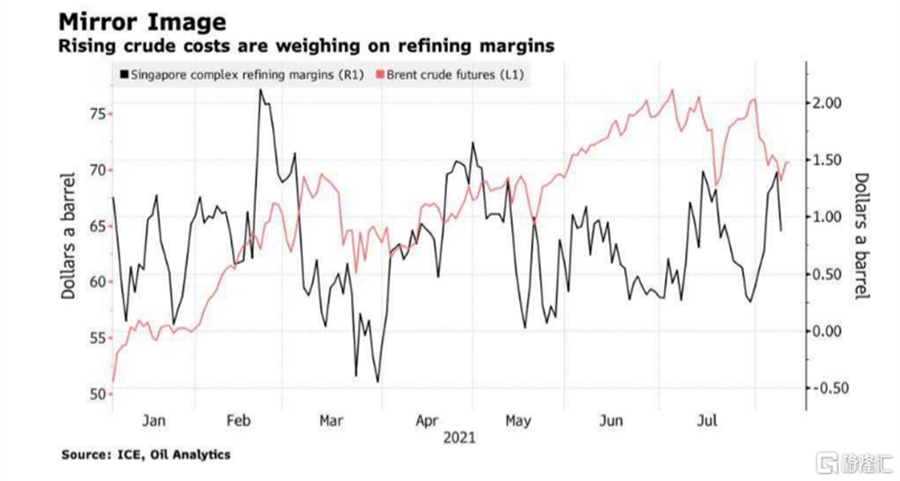 Mirror Image
Rising crude costs are weighing on refining margins
Singapore complex refining margins (R1) Brent crude futures (L1)
75
70
65
60
55
50
Dollars a barrel
2.00
1.50
1.00
0.50
0.00
-0.50
Dollars a barrel
Jan Feb Mar Apr May Jun Jul
2021
Source: ICE, Oil Analytics
格隆汇